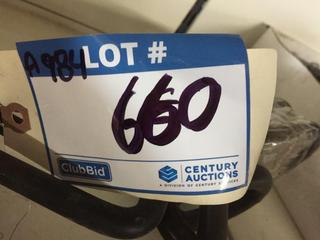 A984 LOT #
660
ClubBid
CENTURY
AUCTIONS
A DIVISION OF CENTURY SERVICES